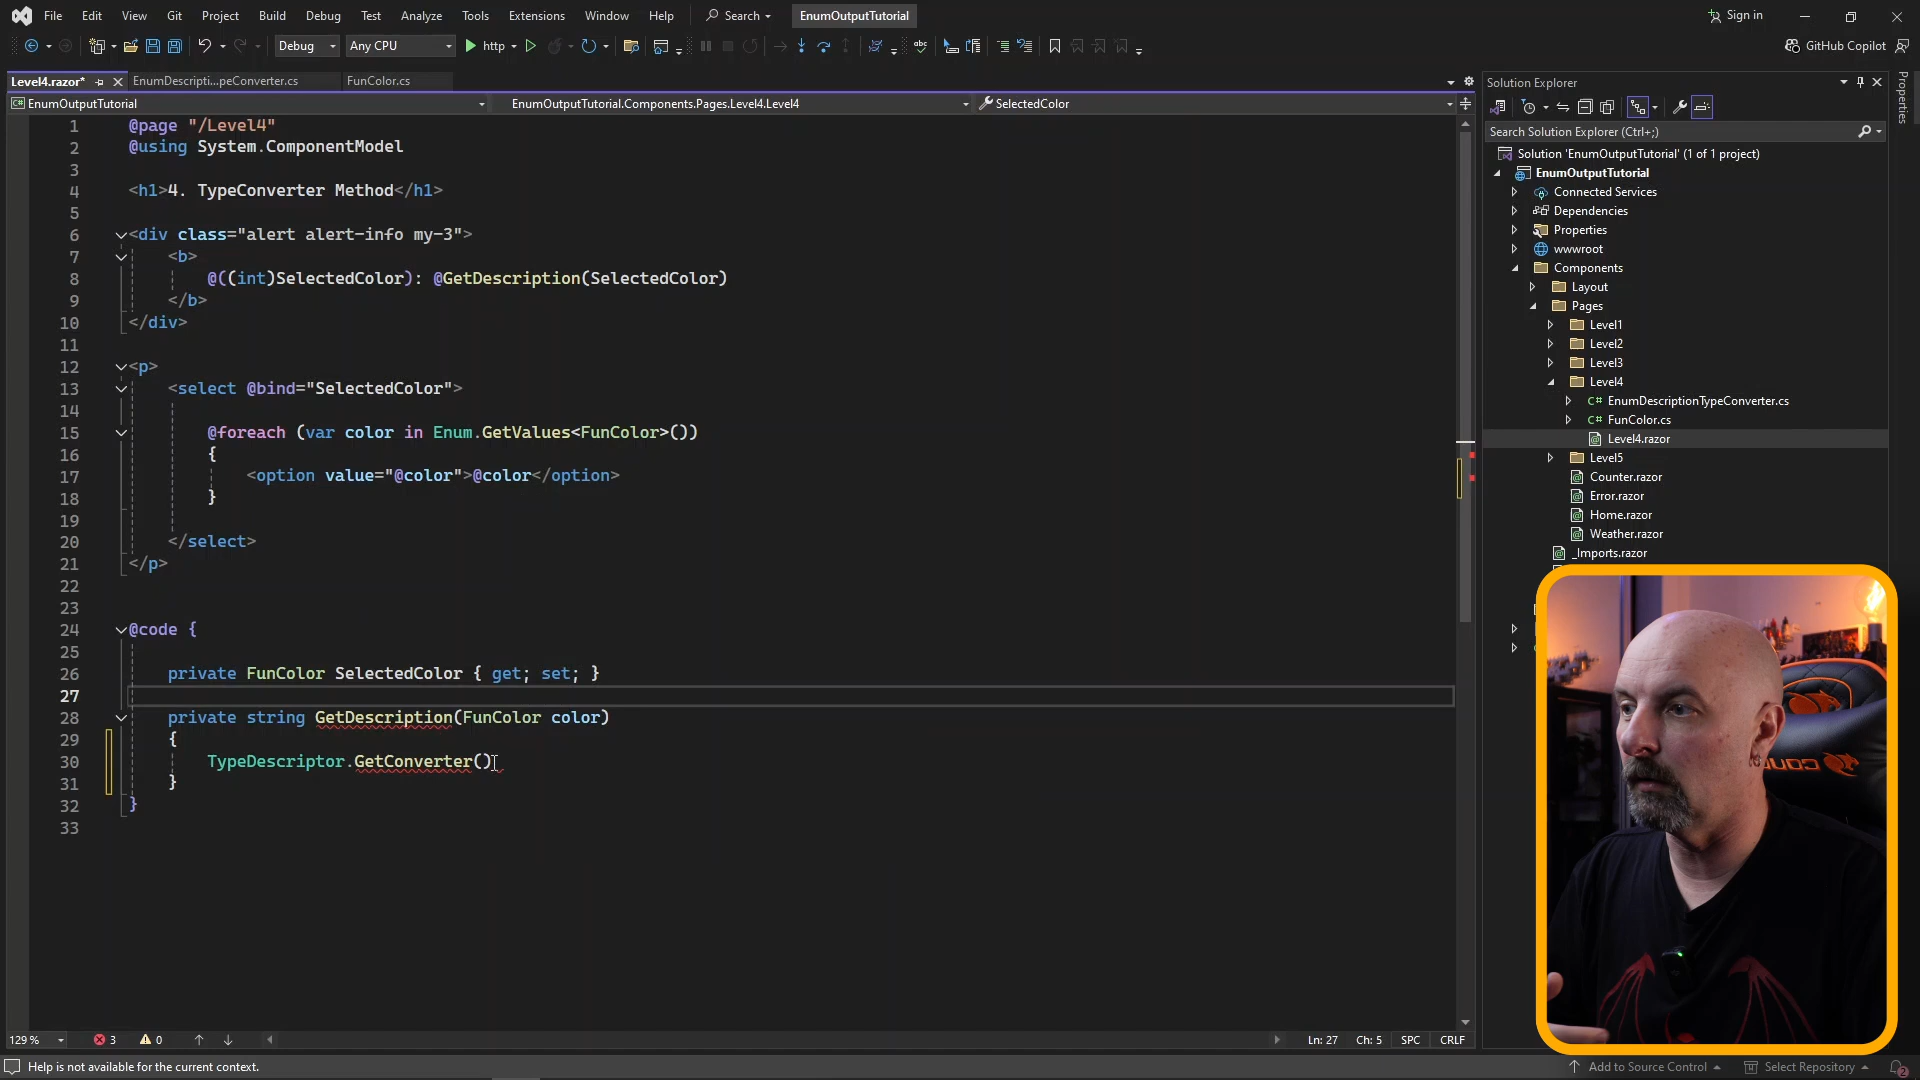 File Edit View Git Project Build Debug Test Analyze Tools Extensions Window Help Search EnumOutputTutorial Sign in
Debug Any CPU http GitHub Copilot
Level4.razor* EnumDescripti...peConverter.cs FunColor.cs
EnumOutputTutorial EnumOutputTutorial.Components.Pages.Level4.Level4 SelectedColor
1 @page "/Level4"
2 @using System.ComponentModel
3
4 <h1>4. TypeConverter Method</h1>
5
6 <div class="alert alert-info my-3">
7 <b>
8 @((int)SelectedColor): @GetDescription(SelectedColor)
9 </b>
10 </div>
11
12 <p>
13 <select @bind="SelectedColor">
14
15 @foreach (var color in Enum.GetValues<FunColor>())
16 {
17 <option value="@color">@color</option>
18 }
19
20 </select>
21 </p>
22
23
24 @code {
25
26 private FunColor SelectedColor { get; set; }
27
28 private string GetDescription(FunColor color)
29 {
30 TypeDescriptor.GetConverter()
31 }
32 }
33
129 % 3 0 Ln: 27 Ch: 5 SPC CRLF
Help is not available for the current context. Add to Source Control Select Repository 2
Solution Explorer
Search Solution Explorer (Ctrl+;)
Solution 'EnumOutputTutorial' (1 of 1 project)
EnumOutputTutorial
Connected Services
Dependencies
Properties
wwwroot
Components
Layout
Pages
Level1
Level2
Level3
Level4
C# EnumDescriptionTypeConverter.cs
C# FunColor.cs
Level4.razor
Level5
Counter.razor
Error.razor
Home.razor
Weather.razor
_Imports.razor
Properties
COUGAR